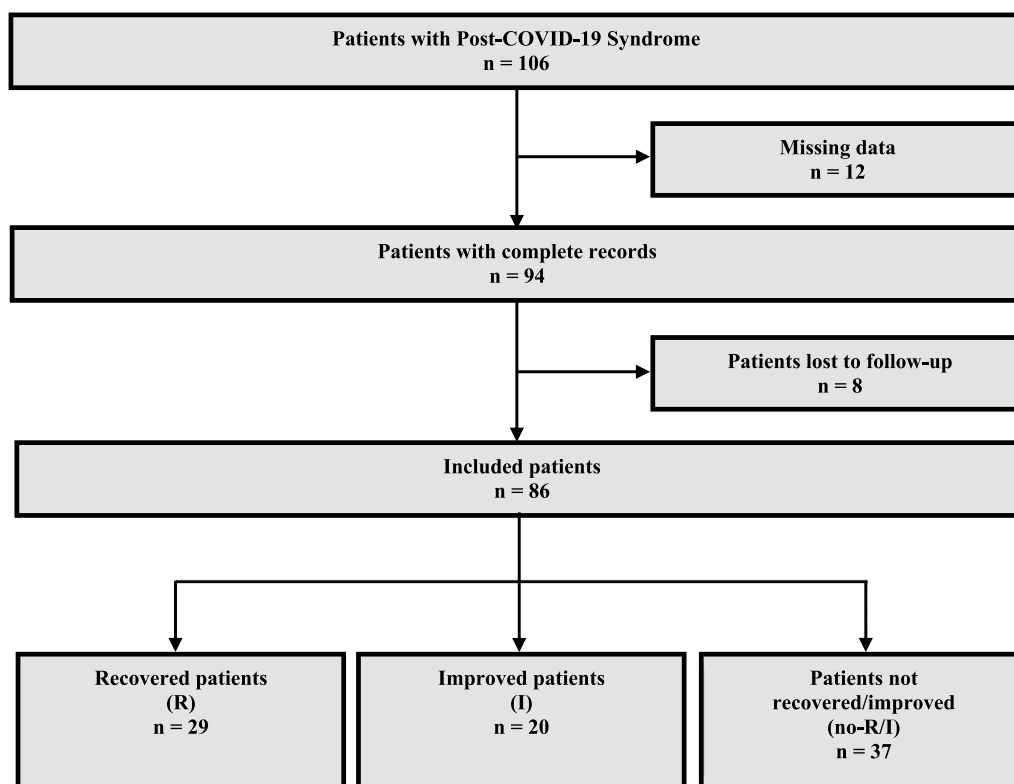 Patients with Post-COVID-19 Syndrome
n = 106
Missing data
n = 12
Patients with complete records
n = 94
Patients lost to follow-up
n = 8
Included patients
n = 86
Recovered patients
(R)
n = 29
Improved patients
(I)
n = 20
Patients not
recovered/improved
(no-R/I)
n = 37